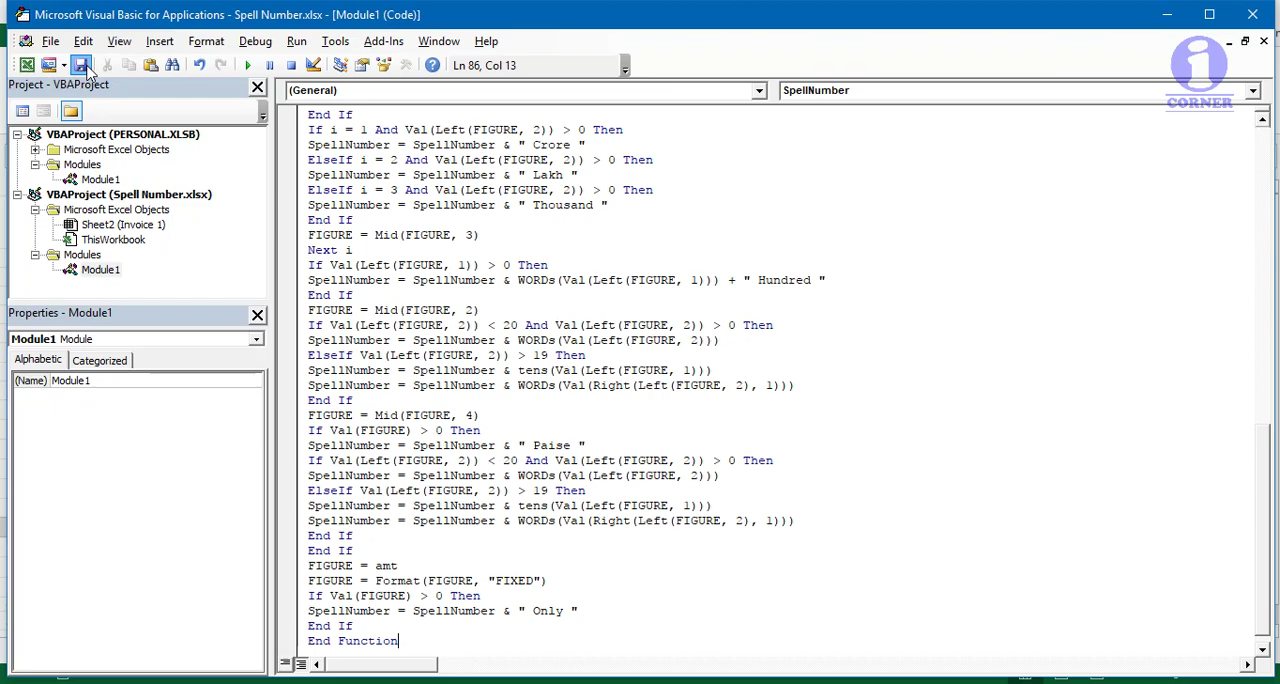 Microsoft Visual Basic for Applications - Spell Number.xlsx - [Module1 (Code)]
File Edit View Insert Format Debug Run Tools Add-Ins Window Help
Ln 86, Col 13
i CORNER
Project - VBAProject
VBAProject (PERSONAL.XLSB)
Microsoft Excel Objects
Modules
Module1
VBAProject (Spell Number.xlsx)
Microsoft Excel Objects
Sheet2 (Invoice 1)
ThisWorkbook
Modules
Module1
Properties - Module1
Module1 Module
Alphabetic Categorized
(Name) Module1
(General) SpellNumber
End If
If i = 1 And Val(Left(FIGURE, 2)) > 0 Then
SpellNumber = SpellNumber & " Crore "
ElseIf i = 2 And Val(Left(FIGURE, 2)) > 0 Then
SpellNumber = SpellNumber & " Lakh "
ElseIf i = 3 And Val(Left(FIGURE, 2)) > 0 Then
SpellNumber = SpellNumber & " Thousand "
End If
FIGURE = Mid(FIGURE, 3)
Next i
If Val(Left(FIGURE, 1)) > 0 Then
SpellNumber = SpellNumber & WORDs(Val(Left(FIGURE, 1))) + " Hundred "
End If
FIGURE = Mid(FIGURE, 2)
If Val(Left(FIGURE, 2)) < 20 And Val(Left(FIGURE, 2)) > 0 Then
SpellNumber = SpellNumber & WORDs(Val(Left(FIGURE, 2)))
ElseIf Val(Left(FIGURE, 2)) > 19 Then
SpellNumber = SpellNumber & tens(Val(Left(FIGURE, 1)))
SpellNumber = SpellNumber & WORDs(Val(Right(Left(FIGURE, 2), 1)))
End If
FIGURE = Mid(FIGURE, 4)
If Val(FIGURE) > 0 Then
SpellNumber = SpellNumber & " Paise "
If Val(Left(FIGURE, 2)) < 20 And Val(Left(FIGURE, 2)) > 0 Then
SpellNumber = SpellNumber & WORDs(Val(Left(FIGURE, 2)))
ElseIf Val(Left(FIGURE, 2)) > 19 Then
SpellNumber = SpellNumber & tens(Val(Left(FIGURE, 1)))
SpellNumber = SpellNumber & WORDs(Val(Right(Left(FIGURE, 2), 1)))
End If
End If
FIGURE = amt
FIGURE = Format(FIGURE, "FIXED")
If Val(FIGURE) > 0 Then
SpellNumber = SpellNumber & " Only "
End If
End Function